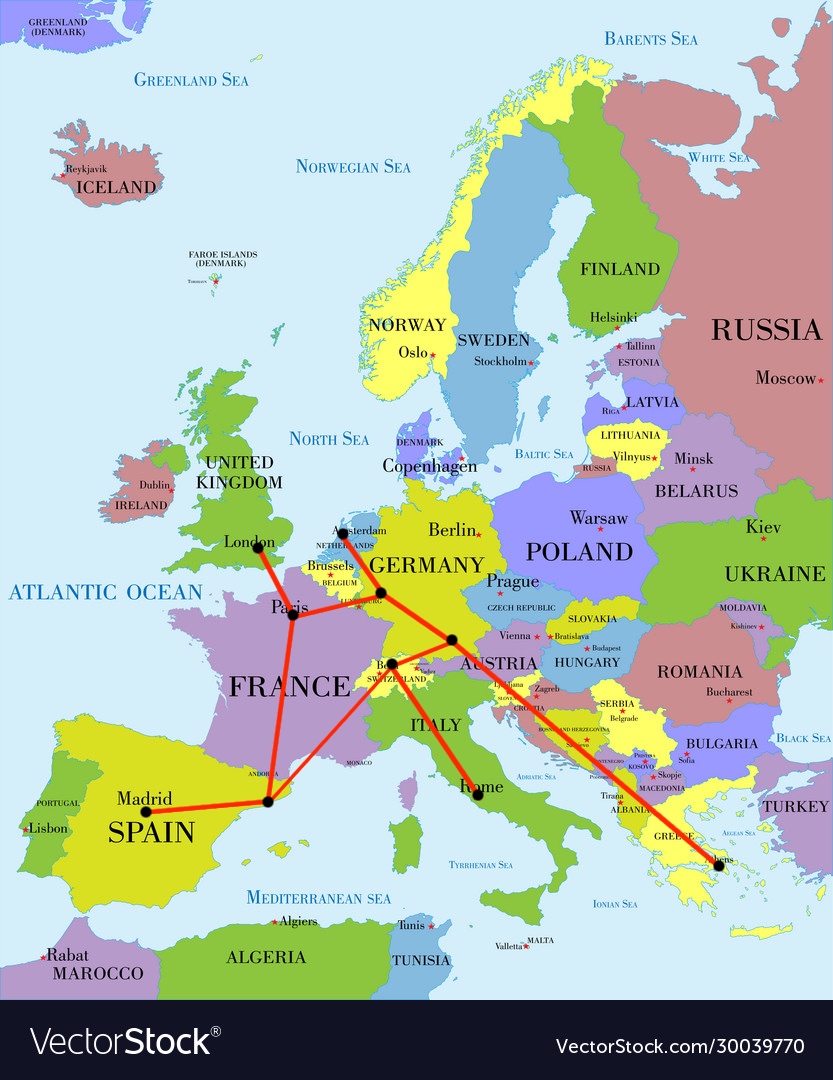 GREENLAND
(DENMARK)
BARENTS SEA
GREENLAND SEA
WHITE SEA
NORWEGIAN SEA
Reykjavik
ICELAND
FAROE ISLANDS
(DENMARK)
FINLAND
Helsinki
NORWAY
RUSSIA
SWEDEN
Oslo
Stockholm
Tallinn
ESTONIA
Moscow
LATVIA
RIGA
NORTH SEA
DENMARK
LITHUANIA
BALTIC SEA
Vilnyus
Minsk
UNITED
KINGDOM
Copenhagen
RUSSIA
Dublin
BELARUS
IRELAND
Warsaw
Kiev
Berlin
London
Amsterdam
NETHERLANDS
POLAND
Brussels
GERMANY
UKRAINE
BELGIUM
Prague
ATLANTIC OCEAN
CZECH REPUBLIC
Paris
MOLDAVIA
SLOVAKIA
Kishinev
Vienna
Bratislava
Budapest
AUSTRIA
HUNGARY
SWITZERLAND
ROMANIA
FRANCE
Zagreb
Bucharest
SERBIA
Belgrade
ITALY
BLACK SEA
BULGARIA
KOSOVO
Sofia
MONACO
ANDORRA
Skopje
MACEDONIA
ADRIATIC SEA
Rome
Tirana
ALBANIA
Madrid
PORTUGAL
TURKEY
Lisbon
SPAIN
GREECE
AEGEAN SEA
Athens
TYRRHENIAN SEA
MEDITERRANEAN SEA
IONIAN SEA
Algiers
Tunis
Valletta
MALTA
Rabat
MAROCCO
ALGERIA
TUNISIA
VectorStock®
VectorStock.com/30039770